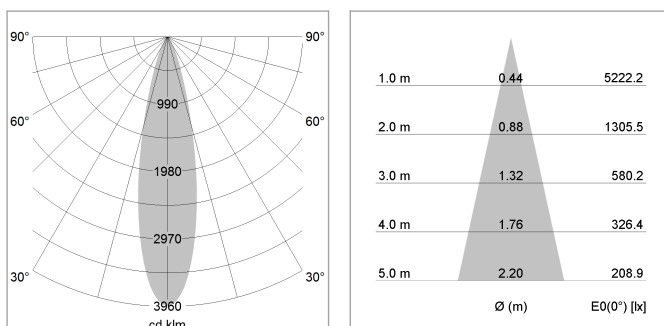 90° 90°
990
60° 60°
1980
2970
30° 30°
3960
cd klm
1.0 m 0.44 5222.2
2.0 m 0.88 1305.5
3.0 m 1.32 580.2
4.0 m 1.76 326.4
5.0 m 2.20 208.9
Ø (m) E0(0°) [lx]